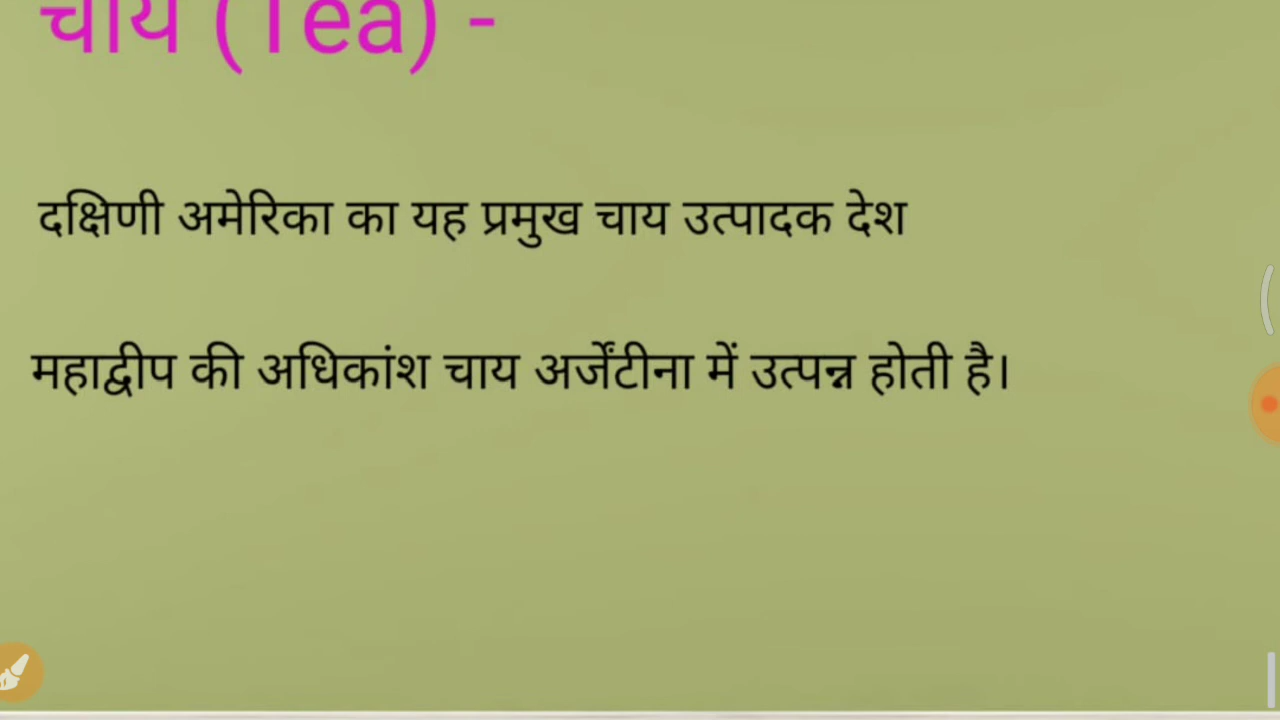 चाय (Tea) -
दक्षिणी अमेरिका का यह प्रमुख चाय उत्पादक देश
महाद्वीप की अधिकांश चाय अर्जेंटीना में उत्पन्न होती है।